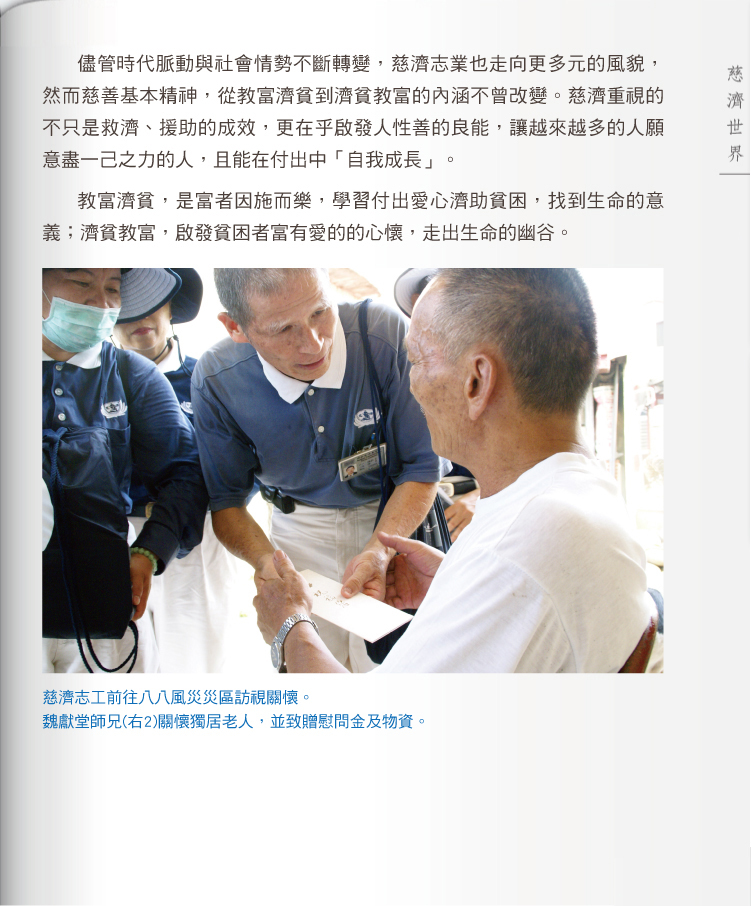 儘管時代脈動與社會情勢不斷轉變，慈濟志業也走向更多元的風貌，
然而慈善基本精神，從教富濟貧到濟貧教富的內涵不曾改變。慈濟重視的
不只是救濟、援助的成效，更在乎啟發人性善的良能，讓越來越多的人願
意盡一己之力的人，且能在付出中「自我成長」。
教富濟貧，是富者因施而樂，學習付出愛心濟助貧困，找到生命的意
義；濟貧教富，啟發貧困者富有愛的的心懷，走出生命的幽谷。
慈濟志工前往八八風災災區訪視關懷。
魏獻堂師兄(右2)關懷獨居老人，並致贈慰問金及物資。
慈濟世界